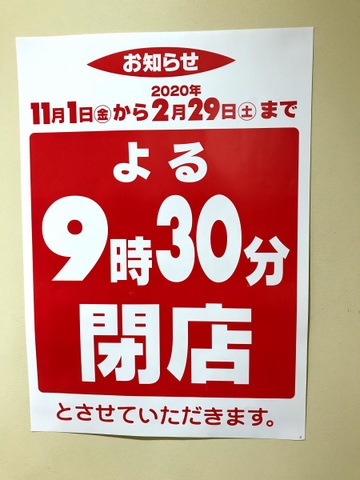 お知らせ
2020年
11月1日㊎から2月29日㊏まで
よる
9時30分
閉店
とさせていただきます。